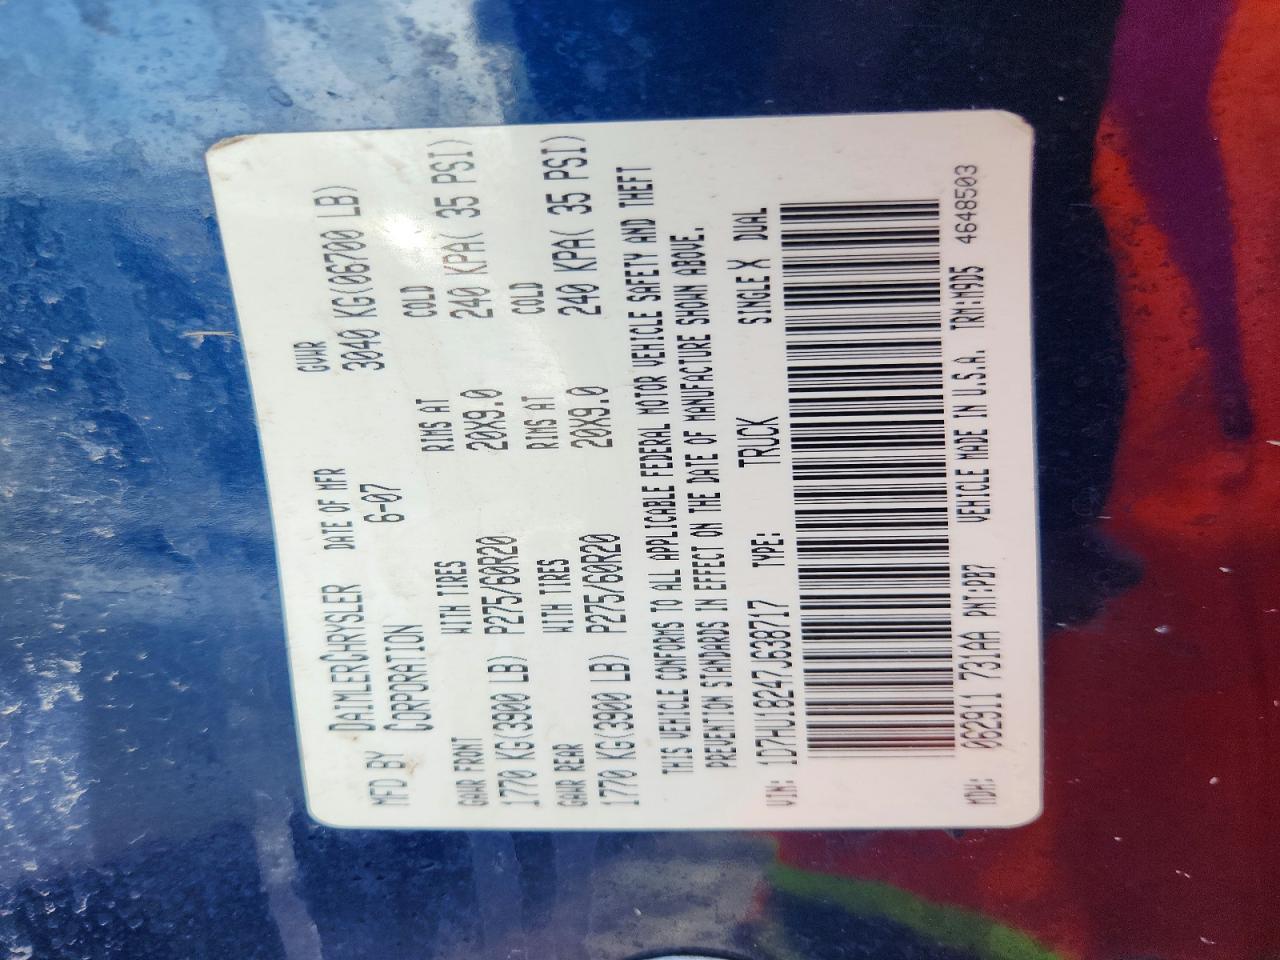 MFD BY DAIMLERCHRYSLER CORPORATION DATE OF MFR 6-07 GVWR 3040 KG(06700 LB)
GAWR FRONT WITH TIRES RIMS AT COLD
1770 KG(3900 LB) P275/60R20 20X9.0 240 KPA( 35 PSI)
GAWR REAR WITH TIRES RIMS AT COLD
1770 KG(3900 LB) P275/60R20 20X9.0 240 KPA( 35 PSI)
THIS VEHICLE CONFORMS TO ALL APPLICABLE FEDERAL MOTOR VEHICLE SAFETY AND THEFT
PREVENTION STANDARDS IN EFFECT ON THE DATE OF MANUFACTURE SHOWN ABOVE.
VIN: 1D7HU18247J638717 TYPE: TRUCK SINGLE X DUAL
MDH: 062911 731AA PNT:PB7 VEHICLE MADE IN U.S.A. TRM:M9D5 4648503